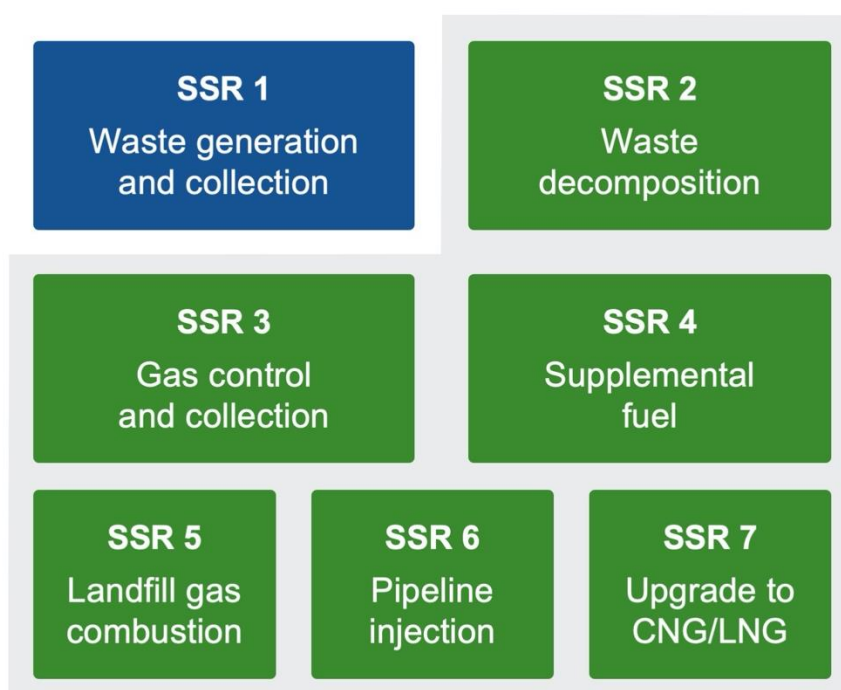 SSR 1
Waste generation
and collection
SSR 2
Waste
decomposition
SSR 3
Gas control
and collection
SSR 4
Supplemental
fuel
SSR 5
Landfill gas
combustion
SSR 6
Pipeline
injection
SSR 7
Upgrade to
CNG/LNG